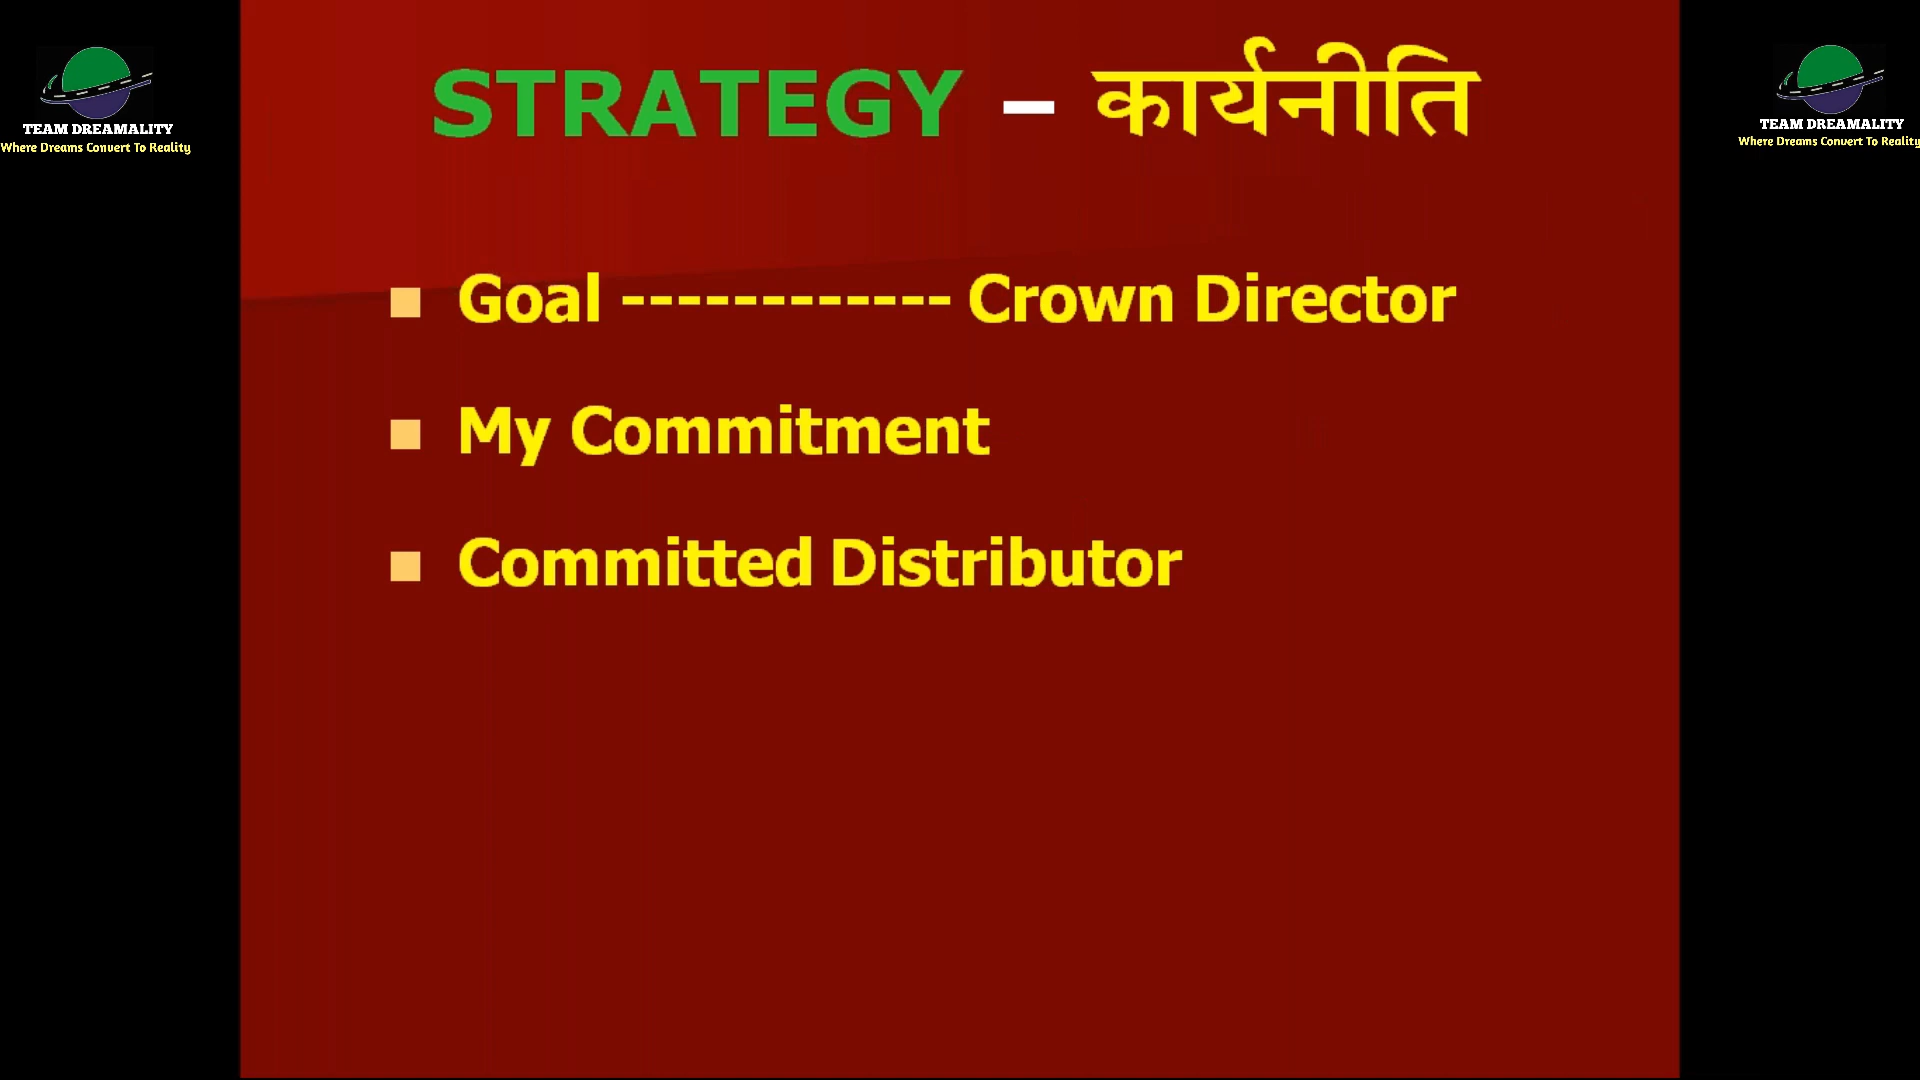 STRATEGY – कार्यनीति
TEAM DREAMALITY
Where Dreams Convert To Reality
TEAM DREAMALITY
Where Dreams Convert To Reality
Goal ------------ Crown Director
My Commitment
Committed Distributor